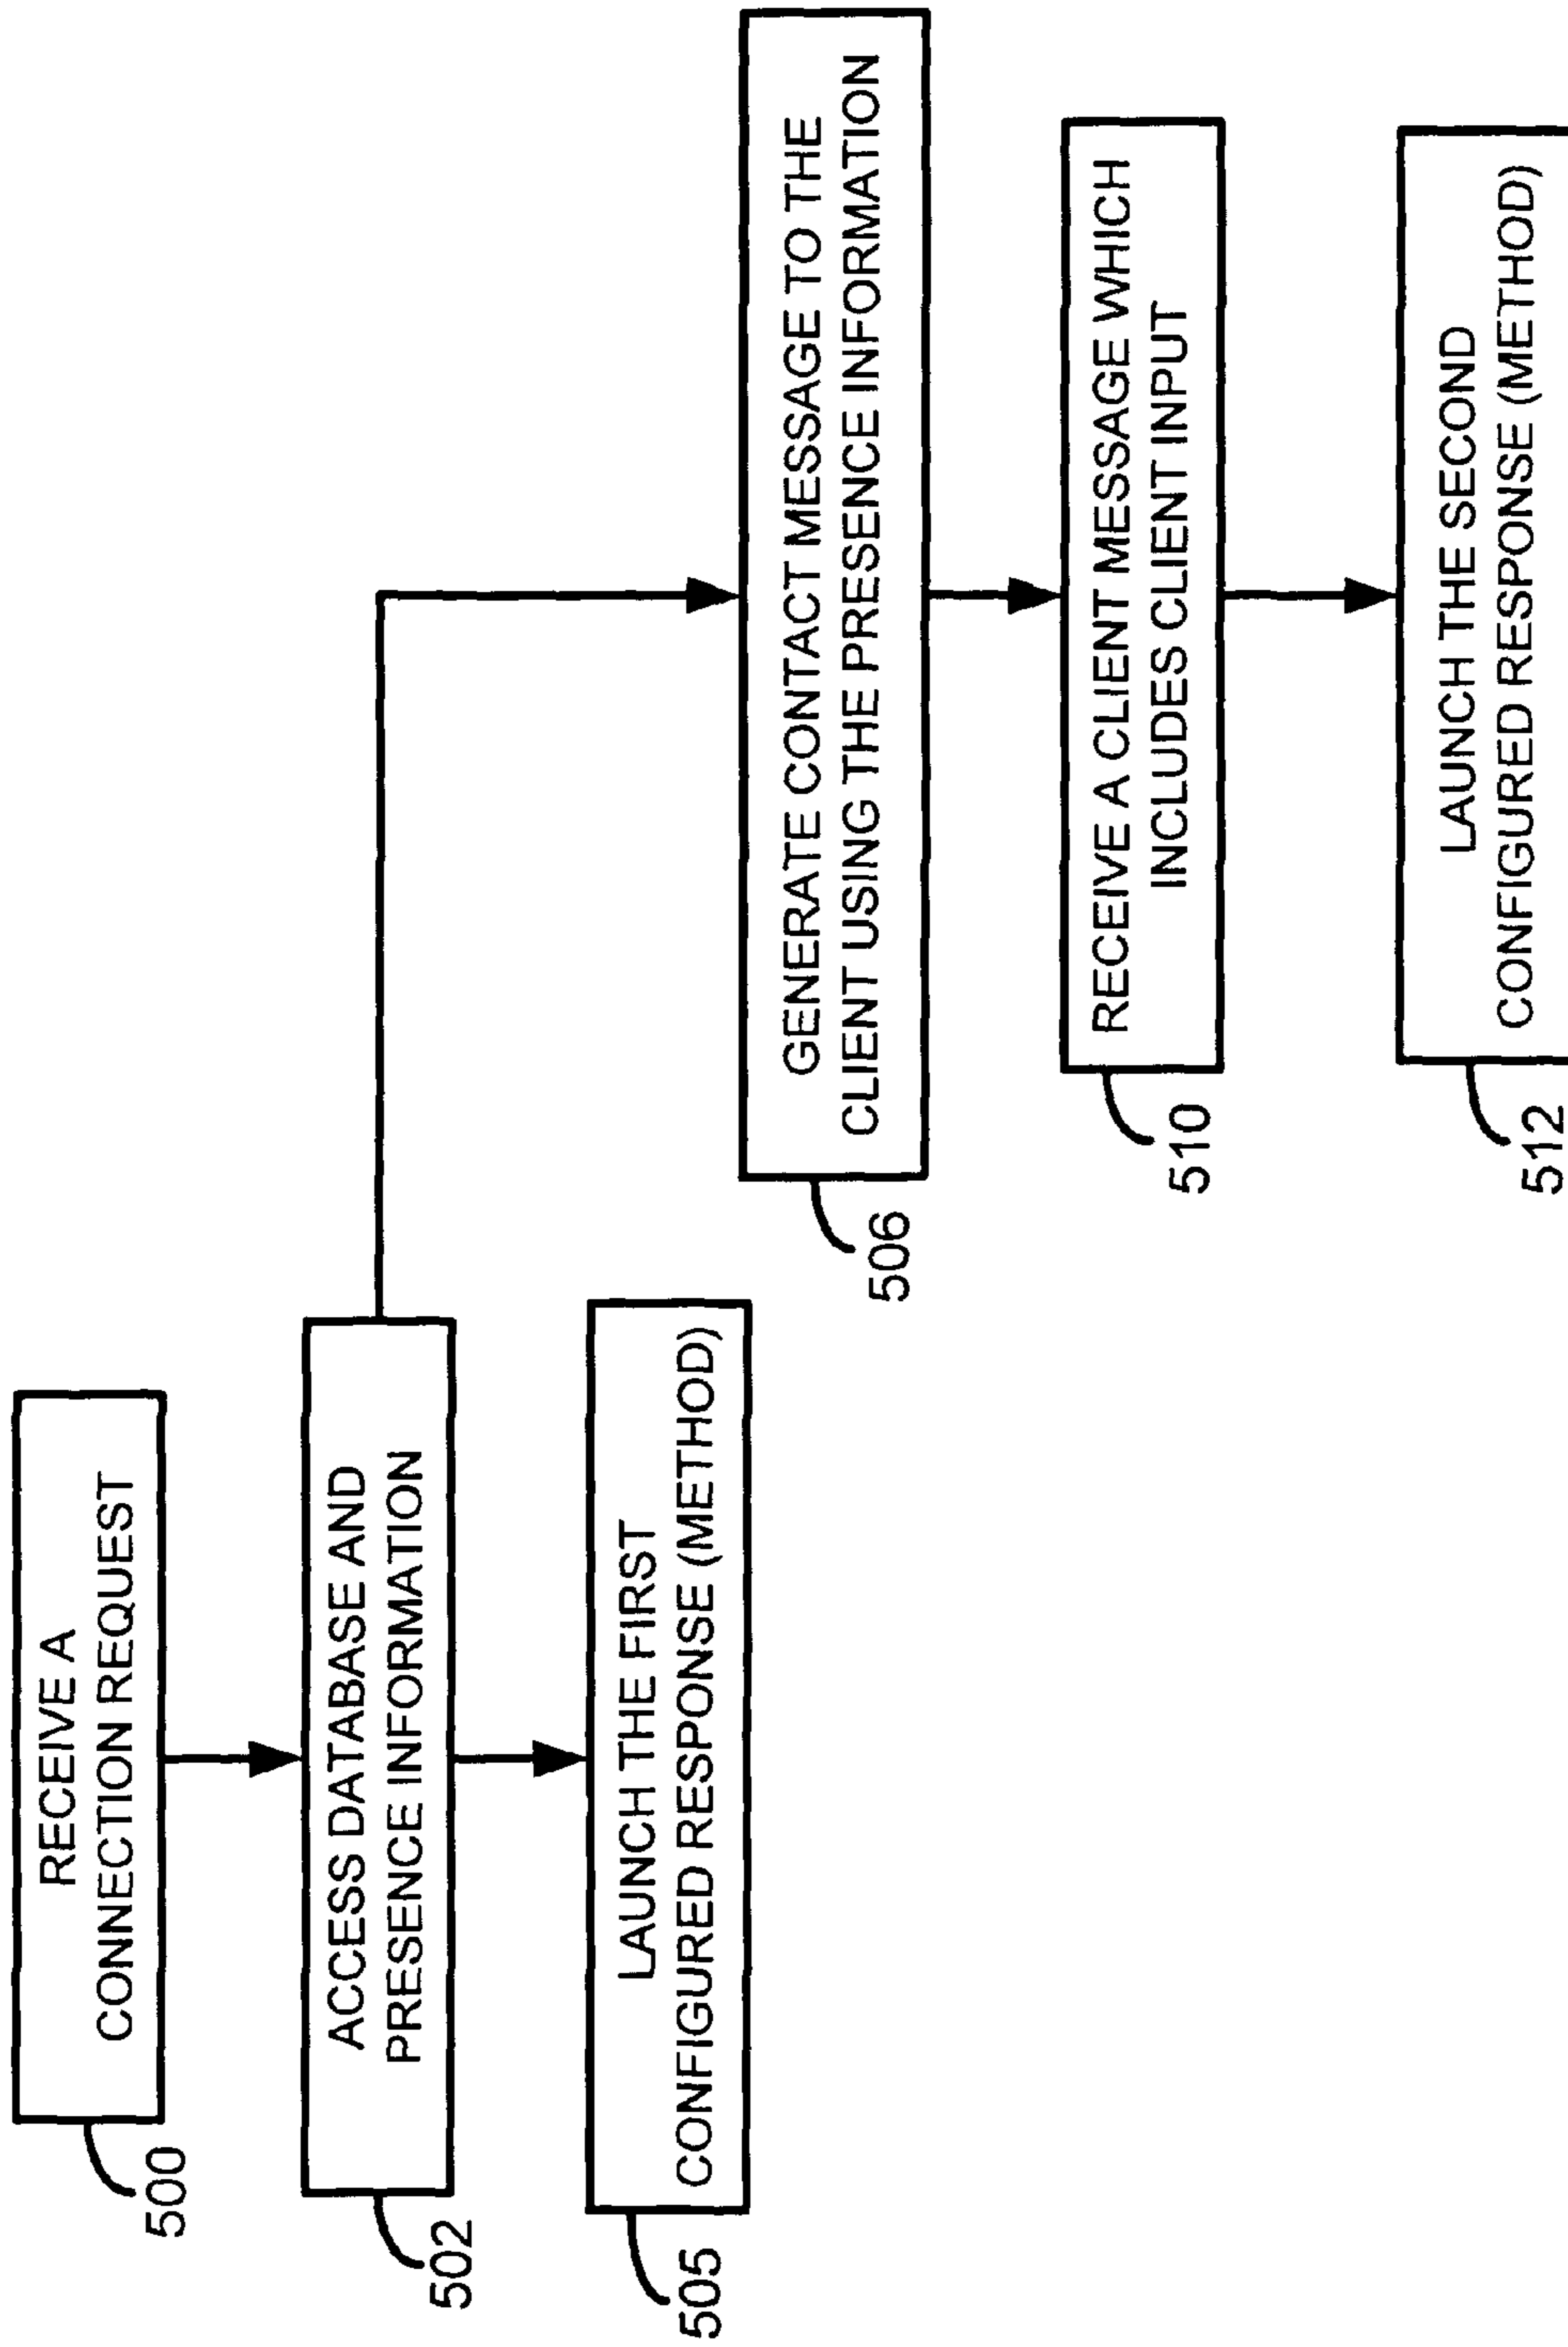 RECEIVE A
CONNECTION REQUEST
500
ACCESS DATABASE AND
PRESENCE INFORMATION
502
LAUNCH THE FIRST
CONFIGURED RESPONSE (METHOD)
505
GENERATE CONTACT MESSAGE TO THE
CLIENT USING THE PRESENCE INFORMATION
506
RECEIVE A CLIENT MESSAGE WHICH
INCLUDES CLIENT INPUT
510
LAUNCH THE SECOND
CONFIGURED RESPONSE (METHOD)
512